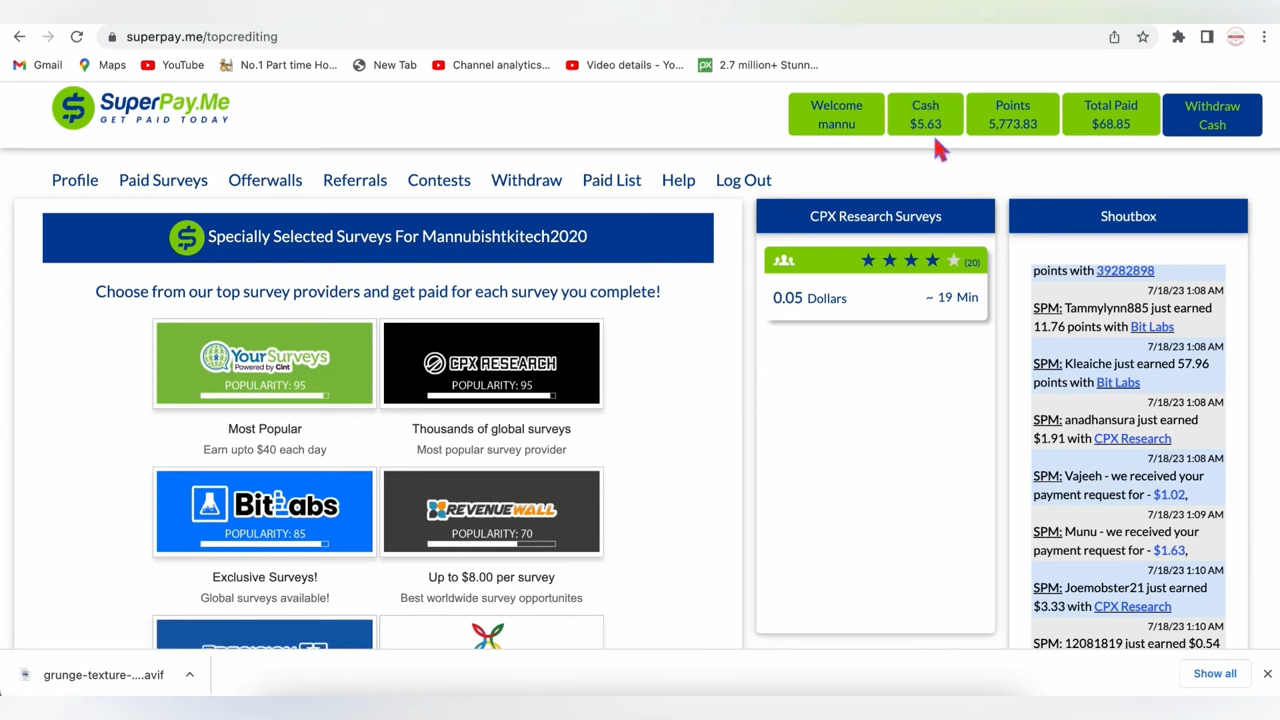 superpay.me/topcrediting
Gmail Maps YouTube No.1 Part time Ho... New Tab Channel analytics... Video details - Yo... 2.7 million+ Stunn...
SuperPay.Me
GET PAID TODAY
Welcome
mannu
Cash
$5.63
Points
5,773.83
Total Paid
$68.85
Withdraw
Cash
Profile Paid Surveys Offerwalls Referrals Contests Withdraw Paid List Help Log Out
Specially Selected Surveys For Mannubishtkitech2020
Choose from our top survey providers and get paid for each survey you complete!
YourSurveys
Powered by Cint
POPULARITY: 95
Most Popular
Earn upto $40 each day
CPX RESEARCH
POPULARITY: 95
Thousands of global surveys
Most popular survey provider
BitLabs
POPULARITY: 85
Exclusive Surveys!
Global surveys available!
REVENUEWALL
POPULARITY: 70
Up to $8.00 per survey
Best worldwide survey opportunites
CPX Research Surveys
(20)
0.05 Dollars ~ 19 Min
Shoutbox
points with 39282898
7/18/23 1:08 AM
SPM: Tammylynn885 just earned
11.76 points with Bit Labs
7/18/23 1:08 AM
SPM: Kleaiche just earned 57.96
points with Bit Labs
7/18/23 1:08 AM
SPM: anadhansura just earned
$1.91 with CPX Research
7/18/23 1:08 AM
SPM: Vajeeh - we received your
payment request for - $1.02,
7/18/23 1:09 AM
SPM: Munu - we received your
payment request for - $1.63,
7/18/23 1:10 AM
SPM: Joemobster21 just earned
$3.33 with CPX Research
7/18/23 1:10 AM
SPM: 12081819 just earned $0.54
grunge-texture-....avif
Show all